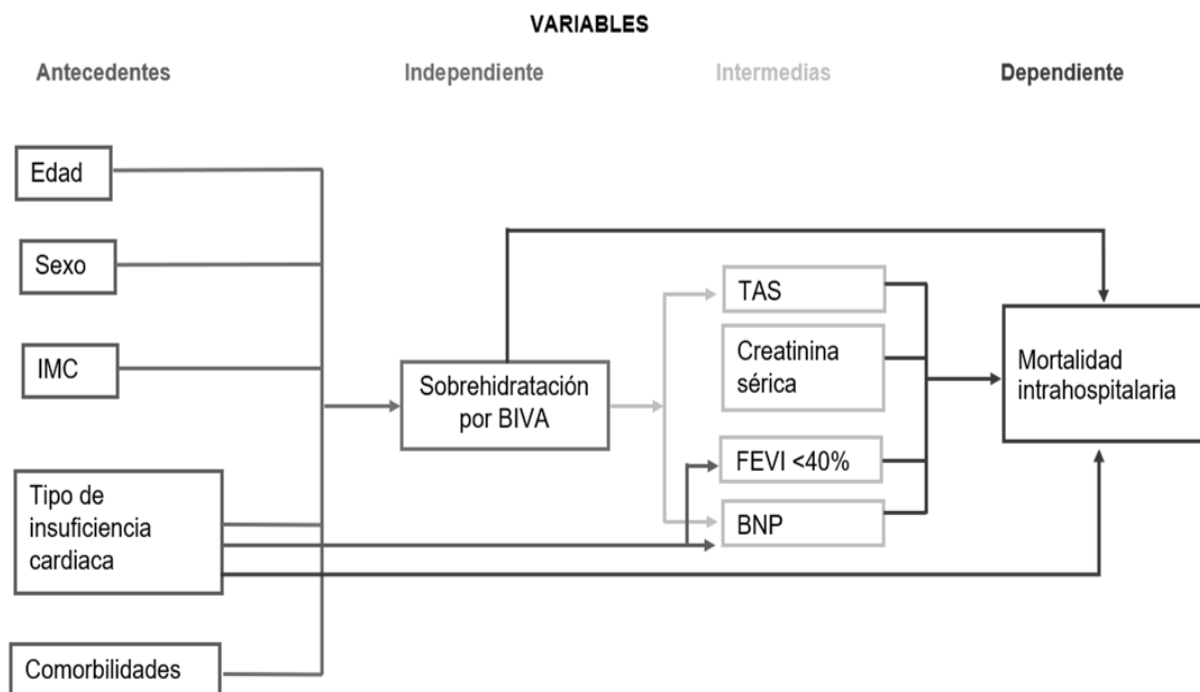 VARIABLES
Antecedentes
Independiente
Intermedias
Dependiente
Edad
Sexo
IMC
Tipo de
insuficiencia
cardiaca
Comorbilidades
Sobrehidratación
por BIVA
TAS
Creatinina
sérica
FEVI <40%
BNP
Mortalidad
intrahospitalaria